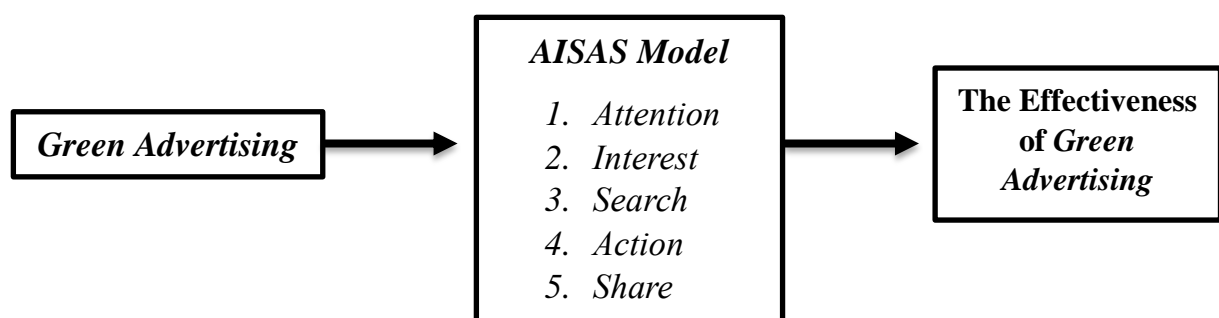 Green Advertising
AISAS Model
1. Attention
2. Interest
3. Search
4. Action
5. Share
The Effectiveness
of Green
Advertising